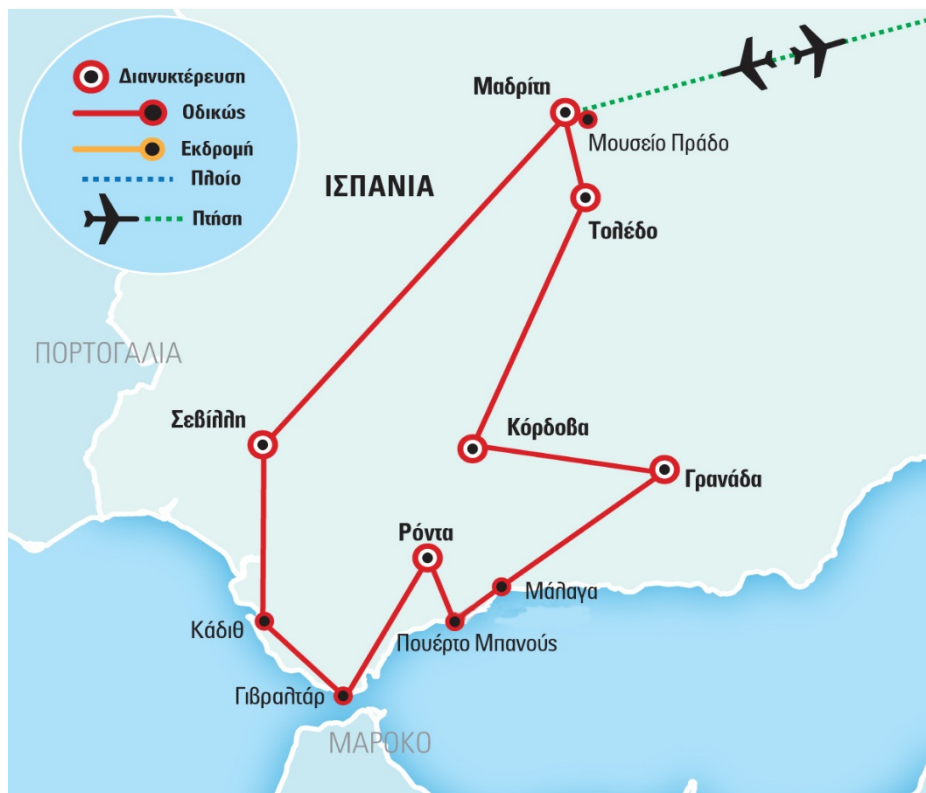 Διανυκτέρευση
Οδικώς
Εκδρομή
Πλοίο
Πτήση
Μαδρίτη
Μουσείο Πράδο
ΙΣΠΑΝΙΑ
Τολέδο
ΠΟΡΤΟΓΑΛΙΑ
Σεβίλλη
Κόρδοβα
Γρανάδα
Ρόντα
Μάλαγα
Κάδιθ
Πουέρτο Μπανούς
Γιβραλτάρ
ΜΑΡΟΚΟ